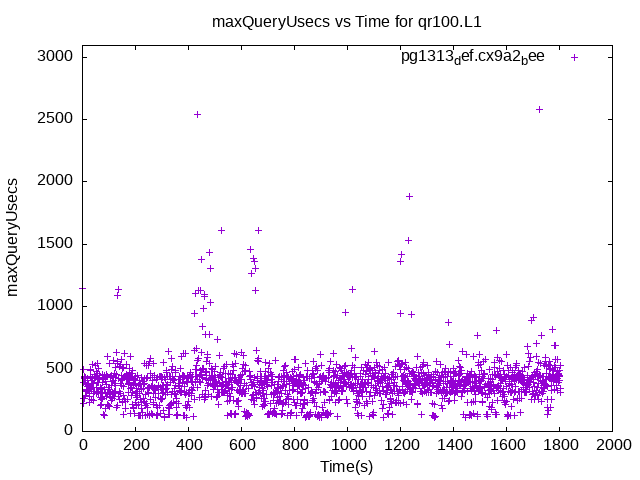 maxQueryUsecs vs Time for qr100.L1
pg1313def.cx9a2bee
3000
2500
2000
1500
1000
500
0
maxQueryUsecs
0 200 400 600 800 1000 1200 1400 1600 1800 2000
Time(s)